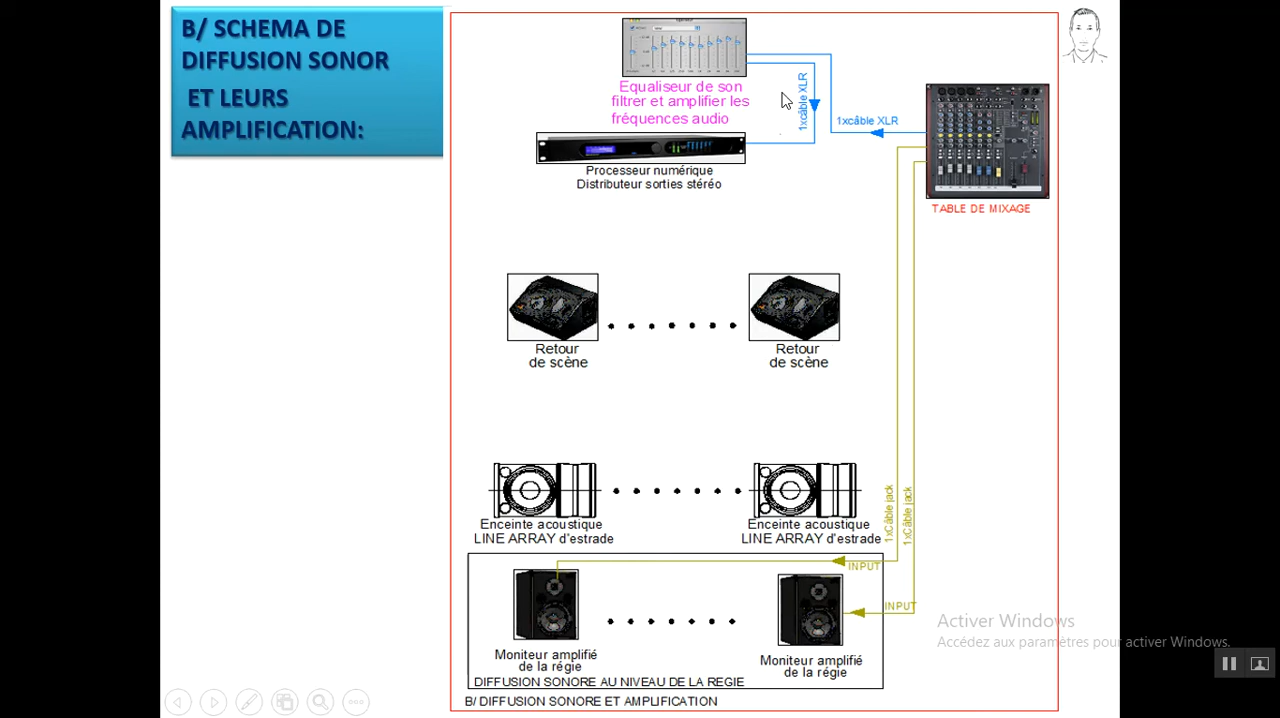 B/ SCHEMA DE
DIFFUSION SONOR
ET LEURS
AMPLIFICATION:
Equaliseur de son
filtrer et amplifier les
fréquences audio
1xcâble XLR
1xcâble XLR
Processeur numérique
Distributeur sorties stéréo
TABLE DE MIXAGE
Retour
de scène
Retour
de scène
Enceinte acoustique
LINE ARRAY d'estrade
Enceinte acoustique
LINE ARRAY d'estrade
1xCâble jack
1xCâble jack
INPUT
INPUT
Moniteur amplifié
de la régie
Moniteur amplifié
de la régie
DIFFUSION SONORE AU NIVEAU DE LA REGIE
B/ DIFFUSION SONORE ET AMPLIFICATION
Activer Windows
Accédez aux paramètres pour activer Windows.